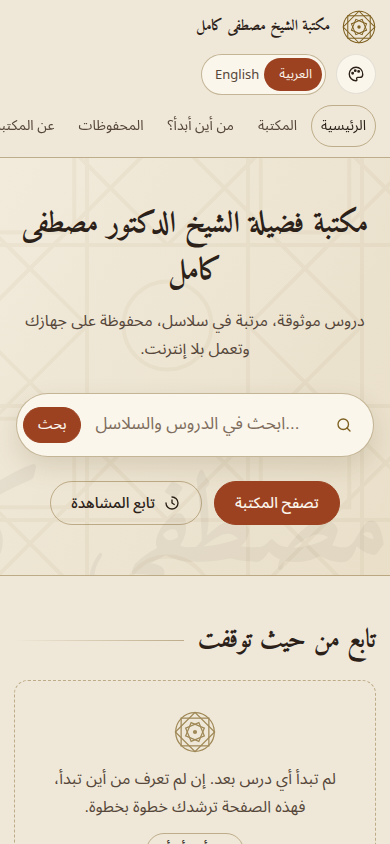 مكتبة الشيخ مصطفى كامل
العربية English
الرئيسية المكتبة من أين أبدأ؟ المحفوظات عن المكتبة
مكتبة فضيلة الشيخ الدكتور مصطفى
كامل
دروس موثوقة، مرتبة في سلاسل، محفوظة على جهازك
وتعمل بلا إنترنت.
ابحث في الدروس والسلاسل... بحث
تصفح المكتبة تابع المشاهدة
مصطفى
تابع من حيث توقفت
لم تبدأ أي درس بعد. إن لم تعرف من أين تبدأ،
فهذه الصفحة ترشدك خطوة بخطوة.